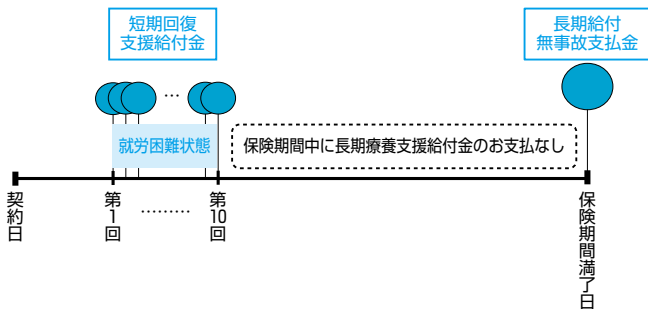 短期回復
支援給付金
長期給付
無事故支払金
…
就労困難状態
保険期間中に長期療養支援給付金のお支払なし
契約日
第1回
………
第10回
保険期間満了日